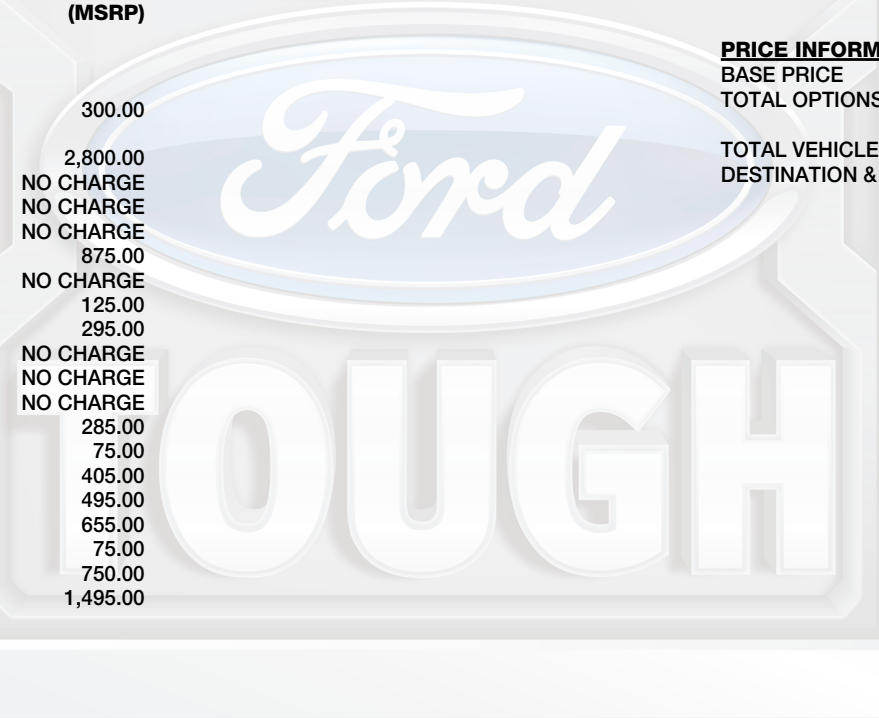 (MSRP)
300.00
2,800.00
NO CHARGE
NO CHARGE
NO CHARGE
875.00
NO CHARGE
125.00
295.00
NO CHARGE
NO CHARGE
NO CHARGE
285.00
75.00
405.00
495.00
655.00
75.00
750.00
1,495.00
PRICE INFORM
BASE PRICE
TOTAL OPTIONS
TOTAL VEHICLE
DESTINATION &
Ford
TOUGH